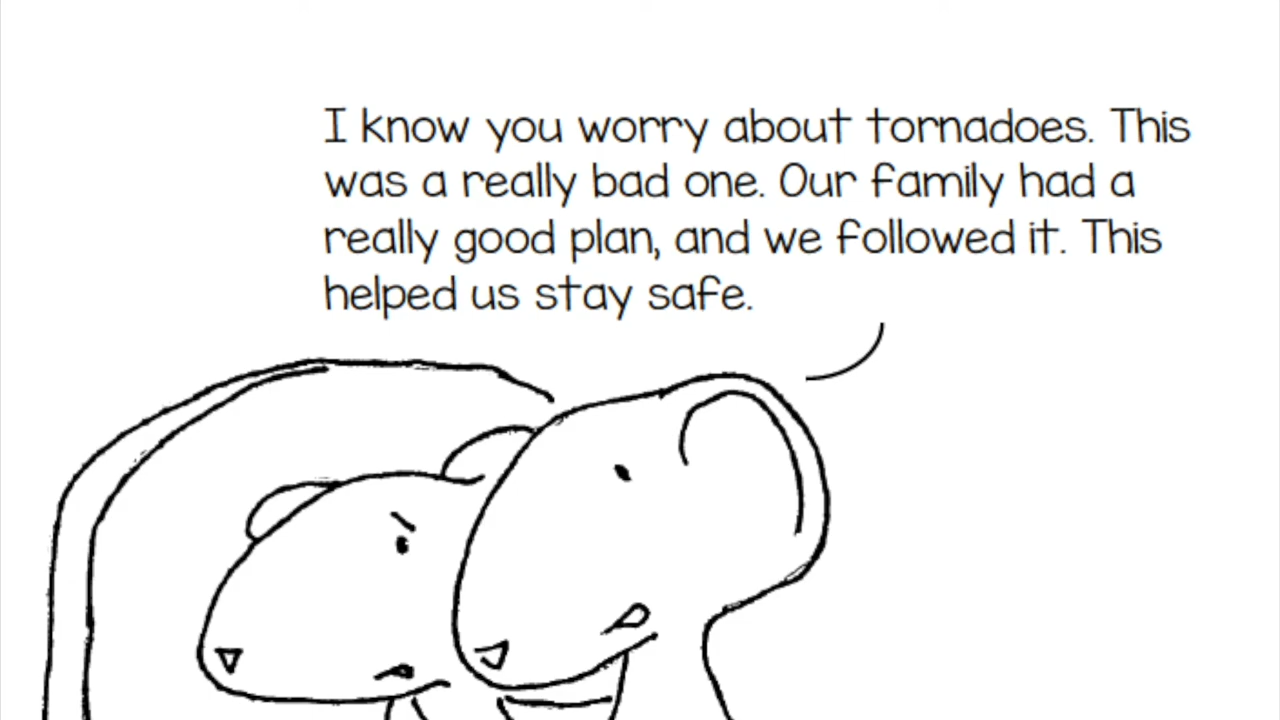 I know you worry about tornadoes. This
was a really bad one. Our family had a
really good plan, and we followed it. This
helped us stay safe.